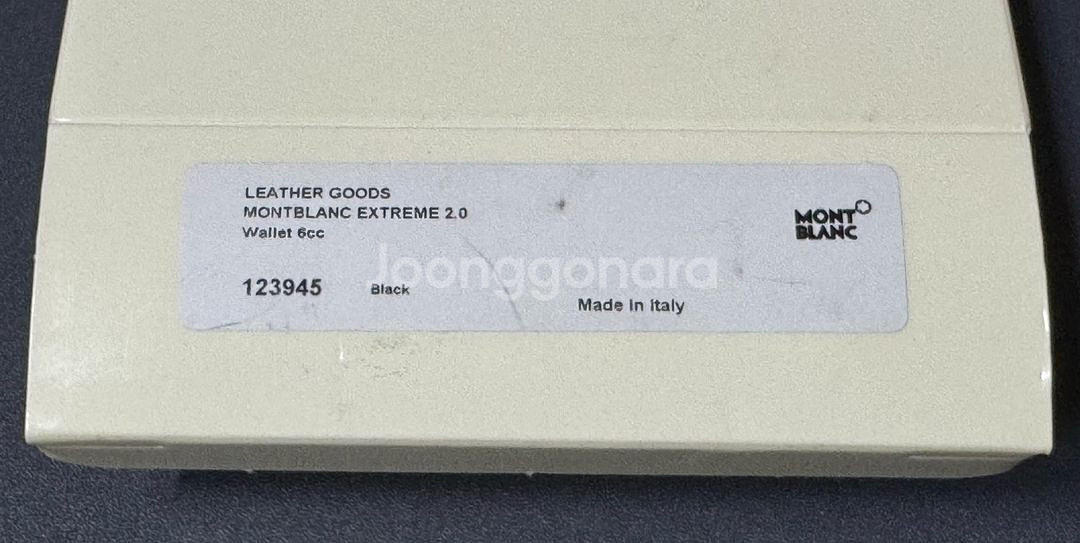 LEATHER GOODS
MONTBLANC EXTREME 2.0
Wallet 6cc
MONT
BLANC
Joonggonara
123945 Black
Made in Italy